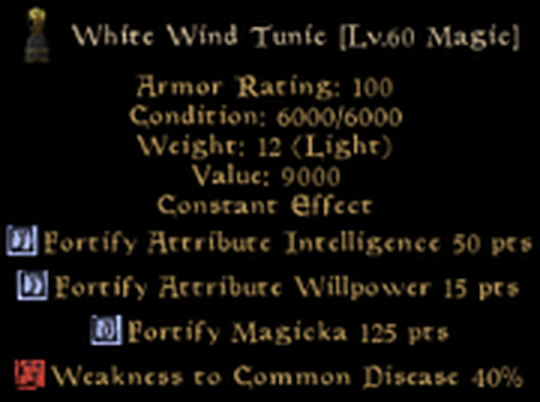 White Wind Tunic [Lv.60 Magic]
Armor Rating: 100
Condition: 6000/6000
Weight: 12 (Light)
Value: 9000
Constant Effect
Fortify Attribute Intelligence 50 pts
Fortify Attribute Willpower 15 pts
Fortify Magicka 125 pts
Weakness to Common Disease 40%